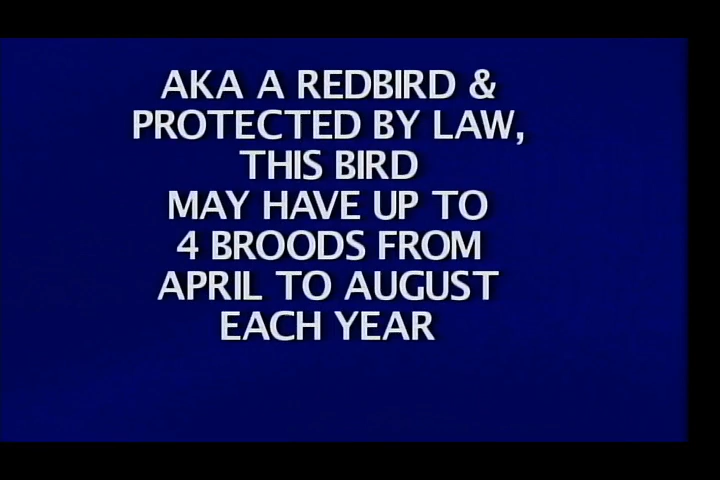 AKA A REDBIRD &
PROTECTED BY LAW,
THIS BIRD
MAY HAVE UP TO
4 BROODS FROM
APRIL TO AUGUST
EACH YEAR